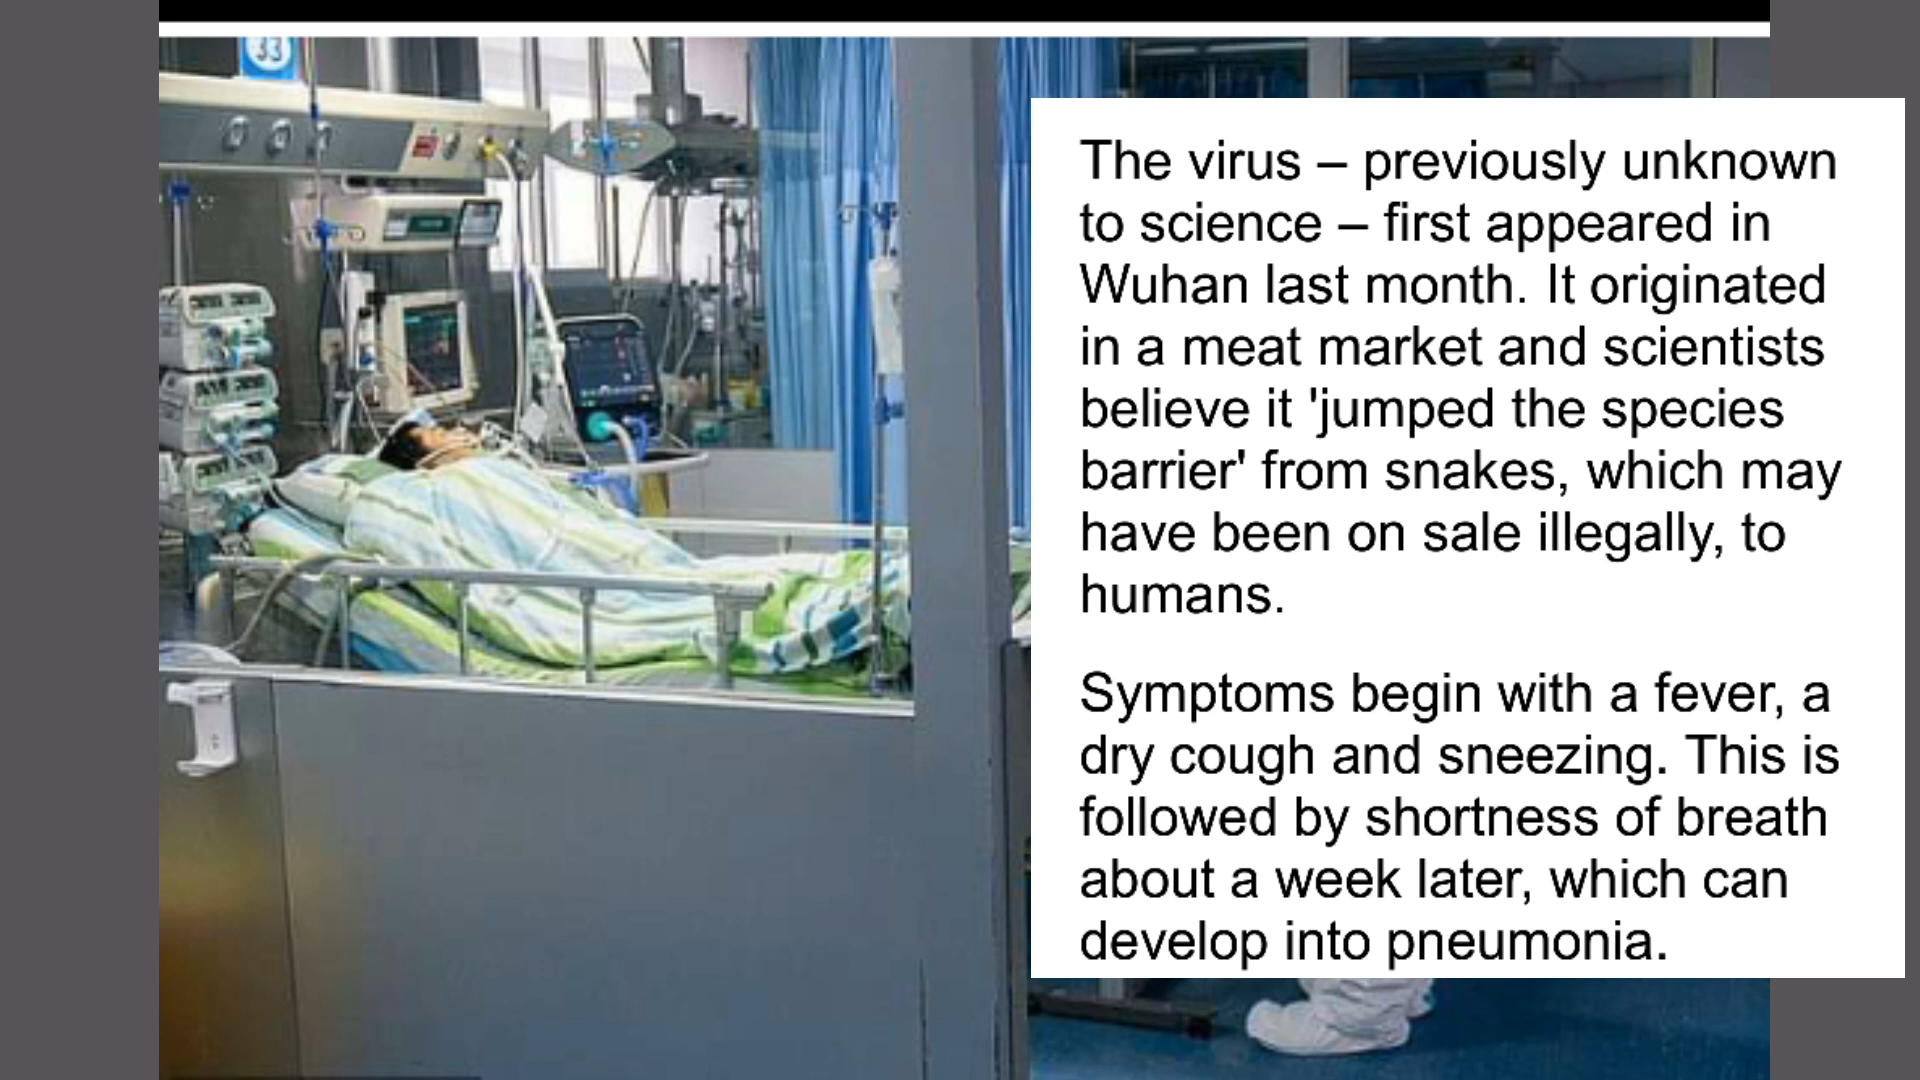 33
The virus – previously unknown
to science – first appeared in
Wuhan last month. It originated
in a meat market and scientists
believe it 'jumped the species
barrier' from snakes, which may
have been on sale illegally, to
humans.
Symptoms begin with a fever, a
dry cough and sneezing. This is
followed by shortness of breath
about a week later, which can
develop into pneumonia.